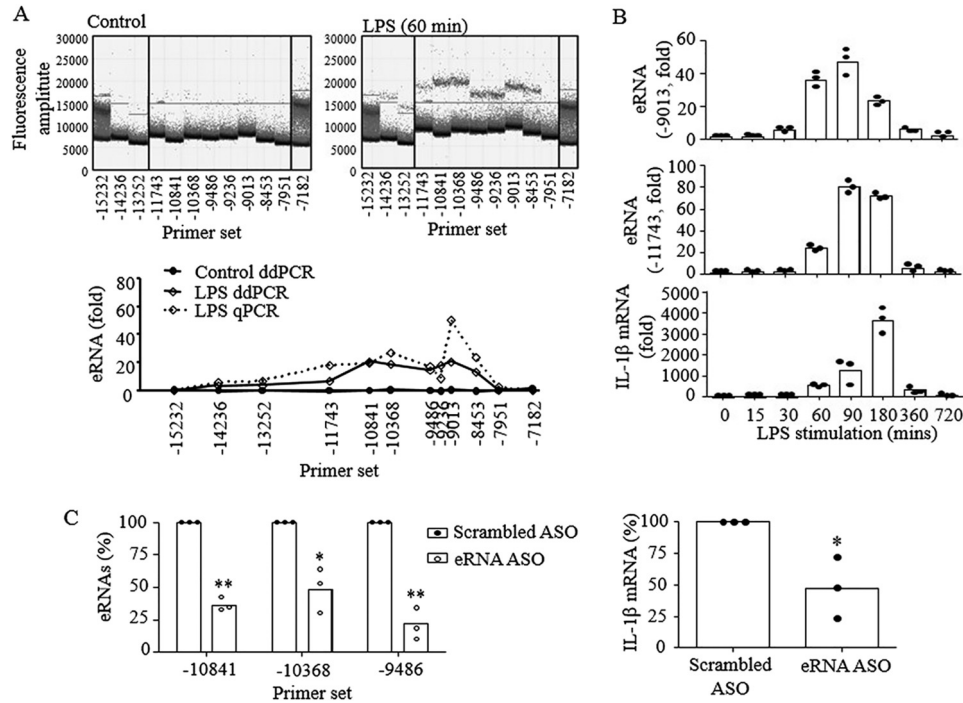 A
Control
LPS (60 min)
Fluorescence
amplitude
30000
25000
20000
15000
10000
5000
0
30000
25000
20000
15000
10000
5000
0
-15232
-14236
-13252
-11743
-10841
-10368
-9486
-9236
-9013
-8453
-7951
-7182
Primer set
-15232
-14236
-13252
-11743
-10841
-10368
-9486
-9236
-9013
-8453
-7951
-7182
Primer set
Control ddPCR
LPS ddPCR
LPS qPCR
eRNA (fold)
80
60
40
20
0
-15232
-14236
-13252
-11743
-10841
-10368
-9486
-9236
-9013
-8453
-7951
-7182
Primer set
B
eRNA
(-9013, fold)
60
40
20
0
eRNA
(-11743, fold)
100
80
60
40
20
0
IL-1β mRNA
(fold)
5000
4000
3000
2000
1000
0
0 15 30 60 90 180 360 720
LPS stimulation (mins)
C
eRNAs (%)
100
75
50
25
0
**
*
**
-10841 -10368 -9486
Primer set
Scrambled ASO
eRNA ASO
IL-1β mRNA (%)
100
75
50
25
0
*
Scrambled
ASO
eRNA ASO